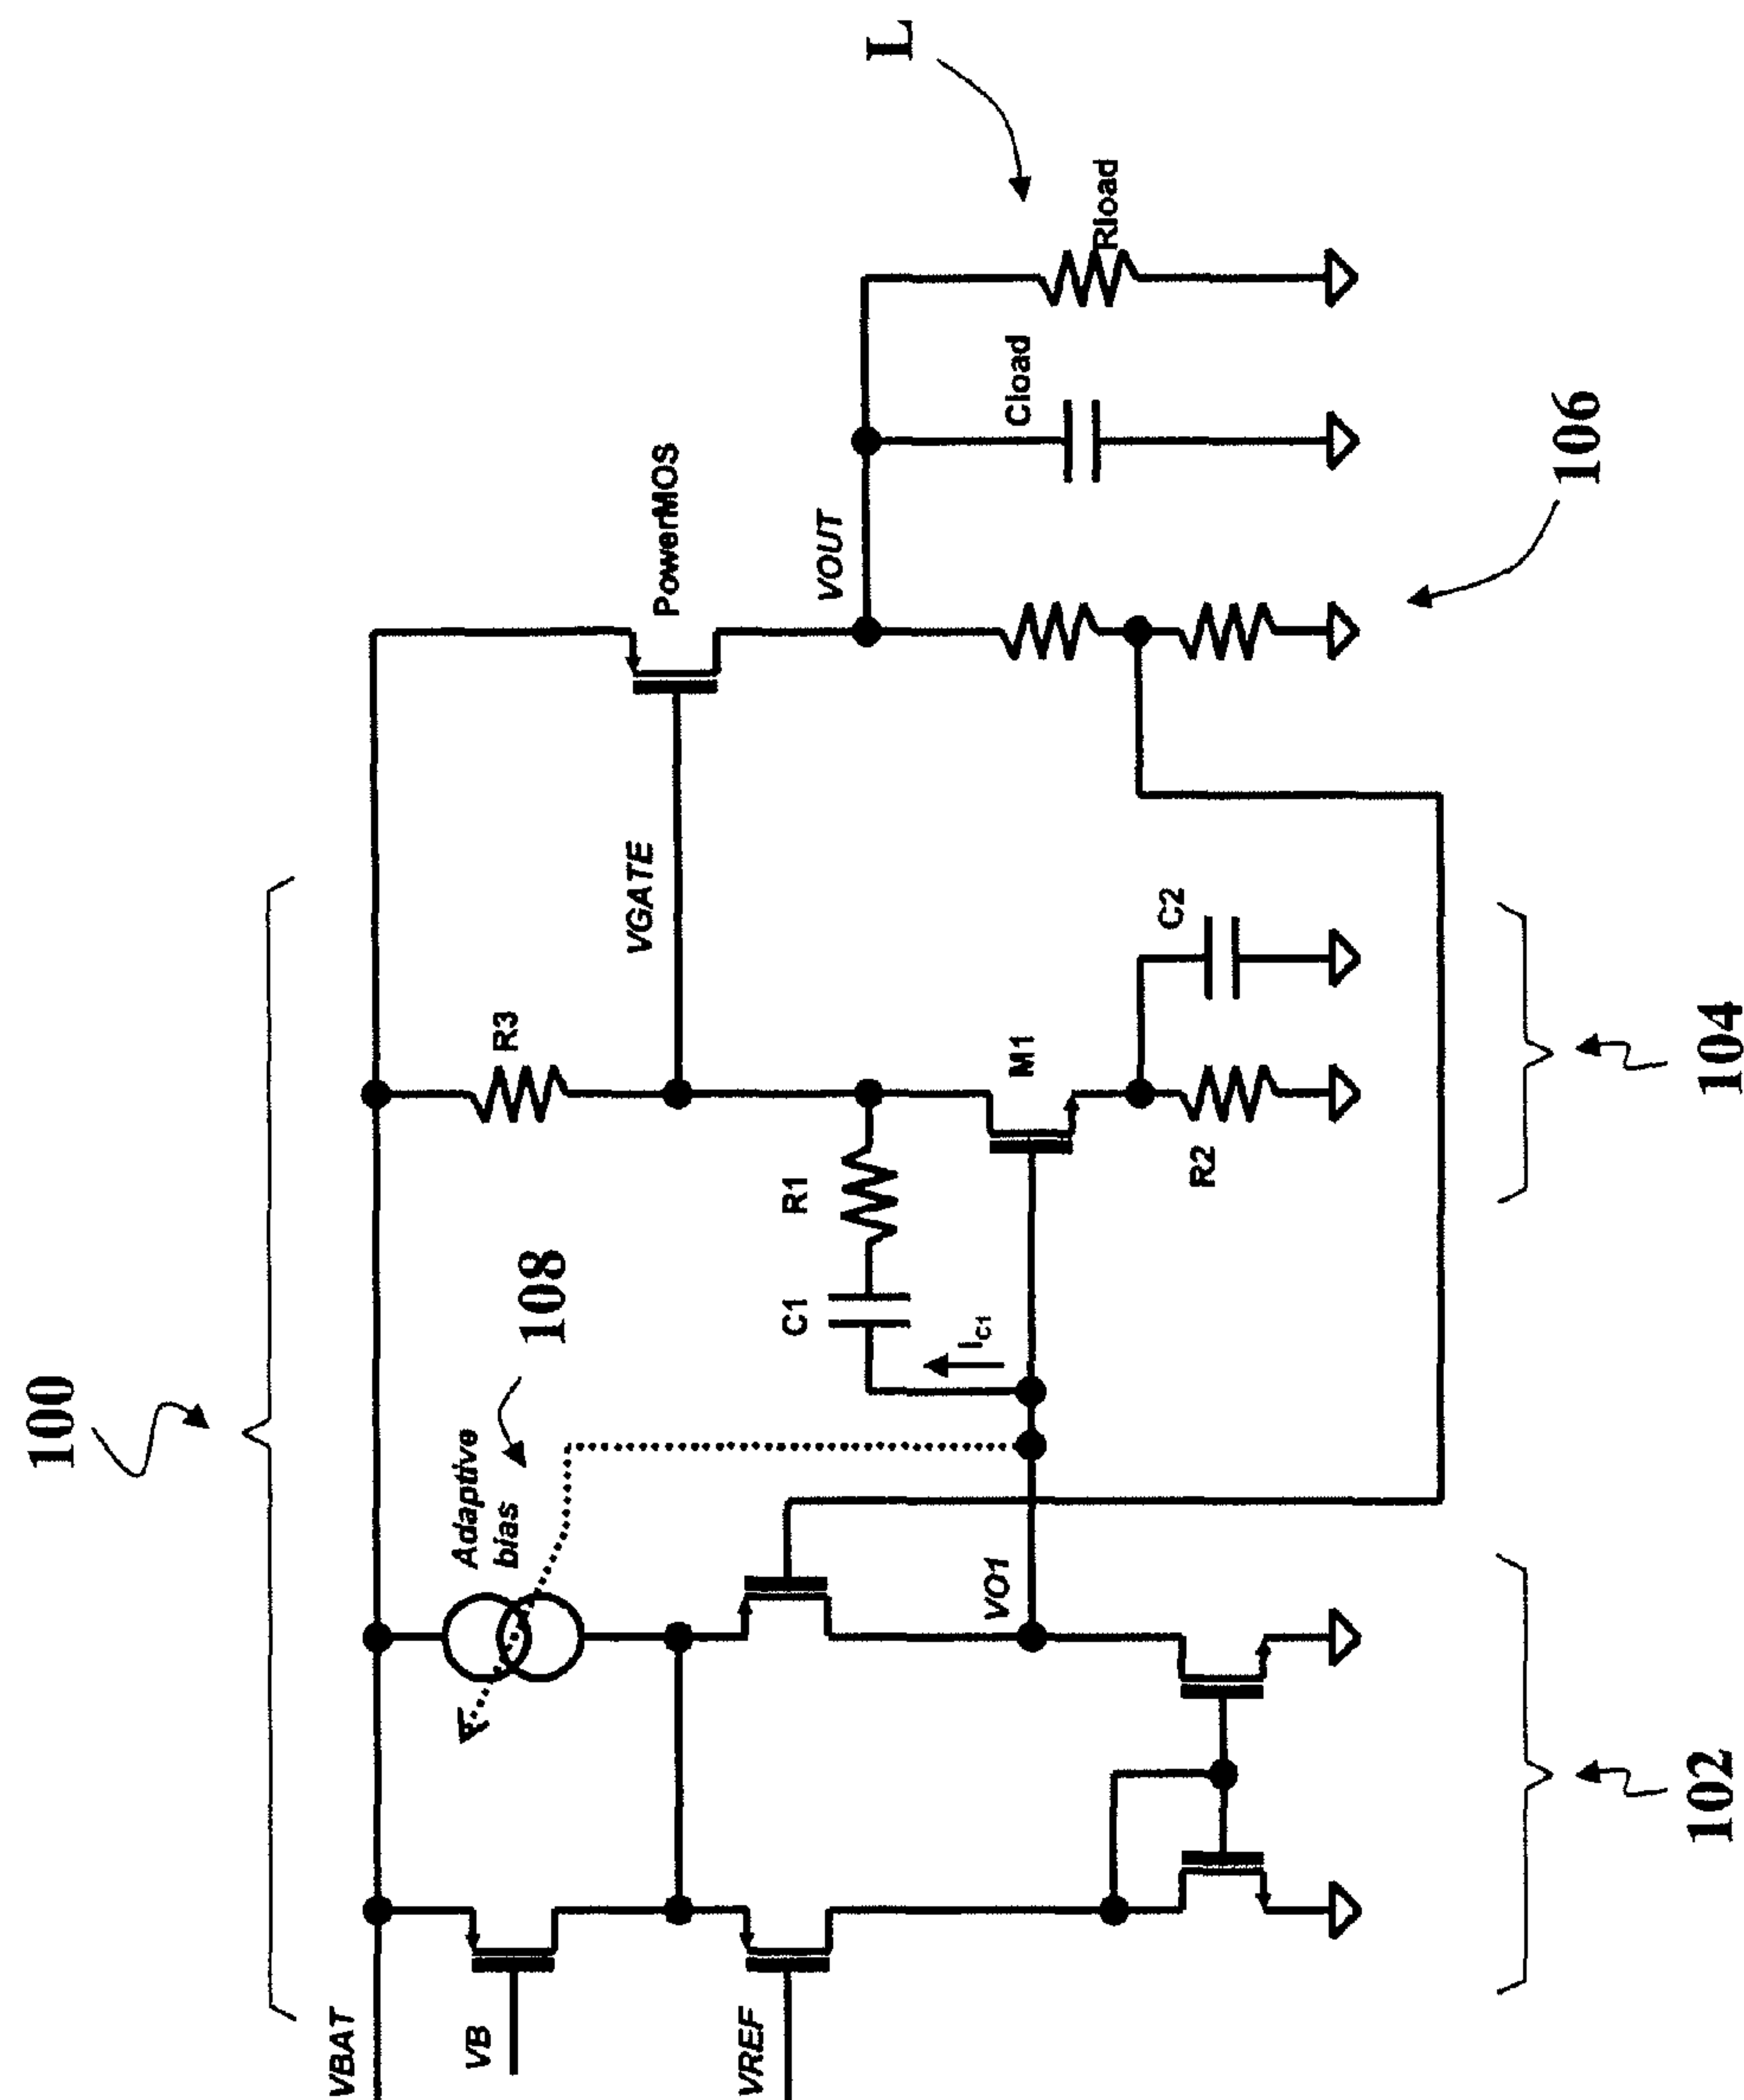 100
VBAT
VB
VREF
Adaptive
bias
108
VO1
IC1
C1
R1
R3
VGATE
M1
R2
C2
PowerMOS
VOUT
Cload
Rload
L
102
104
106